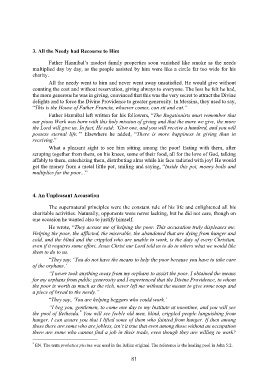 3. All the Needy had Recourse to Him
Father Hannibal's modest family properties soon vanished like smoke as the needs
multiplied day by day, as the people assisted by him were like a circle far too wide for his
charity.
All the needy went to him and never went away unsatisfied. He would give without
counting the cost and without reservation, giving always to everyone. The less he felt he had,
the more generous he was in giving, convinced that this was the very secret to attract the Divine
delights and to force the Divine Providence to greater generosity. In Messina, they used to say,
"This is the House of Father Francia, whoever comes, can sit and eat."
Father Hannibal left written for his followers, "The Rogationists must remember that
our pious Work was born with this holy mission of giving and that the more we give, the more
the Lord will give us. In fact, He said: 'Give one, and you will receive a hundred, and you will
possess eternal life.'" Elsewhere he added, "There is more happiness in giving than in
receiving."
What a pleasant sight to see him sitting among the poor! Eating with them, after
scraping together from them, on his knees, some of their food, all for the love of God, talking
affably to them, catechizing them, distributing alms while his face radiated with joy! He would
get the money from a metal little pot, smiling and saying, "Inside this pot, money boils and
multiplies for the poor..."
4. An Unpleasant Accusation
The supernatural principles were the constant rule of his life and enlightened all his
charitable activities. Naturally, opponents were never lacking, but he did not care, though on
one occasion he wanted also to justify himself.
He wrote, "They accuse me of helping the poor. This accusation truly displeases me.
Helping the poor, the afflicted, the miserable, the abandoned that are dying from hunger and
cold, and the blind and the crippled who are unable to work, is the duty of every Christian,
even if it requires some effort. Jesus Christ our Lord told us to do to others what we would like
them to do to us.
"They say, 'You do not have the means to help the poor because you have to take care
of the orphans.'
"I never took anything away from my orphans to assist the poor. I obtained the means
for my orphans from public generosity and I experienced that the Divine Providence, to whom
the poor is worth as much as the rich, never left me without the means to give some soup and
a piece of bread to the needy."
"They say, 'You are helping beggars who could work.'
"I beg you, gentlemen, to come one day to my Institute at noontime, and you will see
the pool of Bethesda.* You will see feeble old men, blind, crippled people languishing from
hunger. I can assure you that I lifted some of them who fainted from hunger. If then among
those there are some who are jobless, isn't it true that even among those without an occupation
there are some who cannot find a job in their trade, even though they are willing to work?
* EN. The term probatica piscina was used in the Italian original. The reference is the healing pool in John 5:2.
81